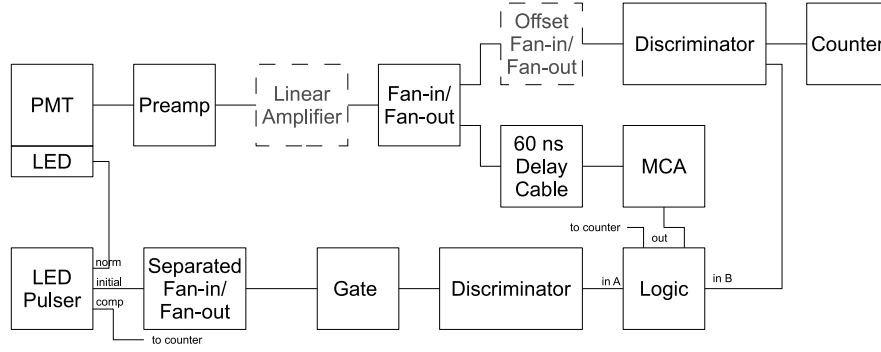 Offset
Fan-in/
Fan-out
Discriminator
Counter
PMT
Preamp
Linear
Amplifier
Fan-in/
Fan-out
LED
60 ns
Delay
Cable
MCA
to counter
out
LED
Pulser
norm
initial
comp
Separated
Fan-in/
Fan-out
Gate
Discriminator
in A
Logic
in B
to counter